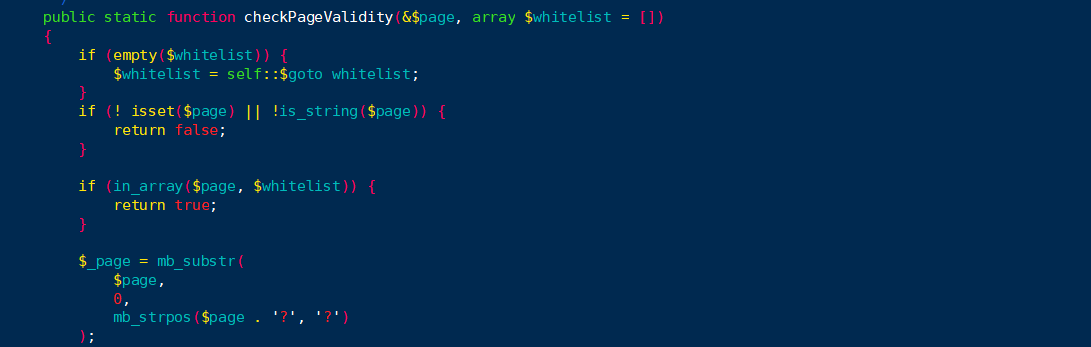 public static function checkPageValidity(&$page, array $whitelist = [])
{
if (empty($whitelist)) {
$whitelist = self::$goto whitelist;
}
if (! isset($page) || !is_string($page)) {
return false;
}
if (in_array($page, $whitelist)) {
return true;
}
$_page = mb_substr(
$page,
0,
mb_strpos($page . '?', '?')
);